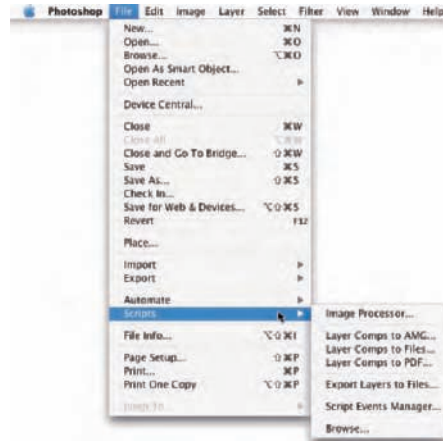 Photoshop File Edit Image Layer Select Filter View Window Help
New... ⌘N
Open... ⌘O
Browse... ⌥⌘O
Open As Smart Object...
Open Recent
Device Central...
Close ⌘W
Close All ⌥⌘W
Close and Go To Bridge... ⇧⌘W
Save ⌘S
Save As... ⇧⌘S
Check In...
Save for Web & Devices... ⌥⇧⌘S
Revert F12
Place...
Import
Export
Automate
Scripts
File Info... ⌥⇧⌘I
Page Setup... ⇧⌘P
Print... ⌘P
Print One Copy ⌥⇧⌘P
Jump To
Image Processor...
Layer Comps to AMG...
Layer Comps to Files...
Layer Comps to PDF...
Export Layers to Files...
Script Events Manager...
Browse...